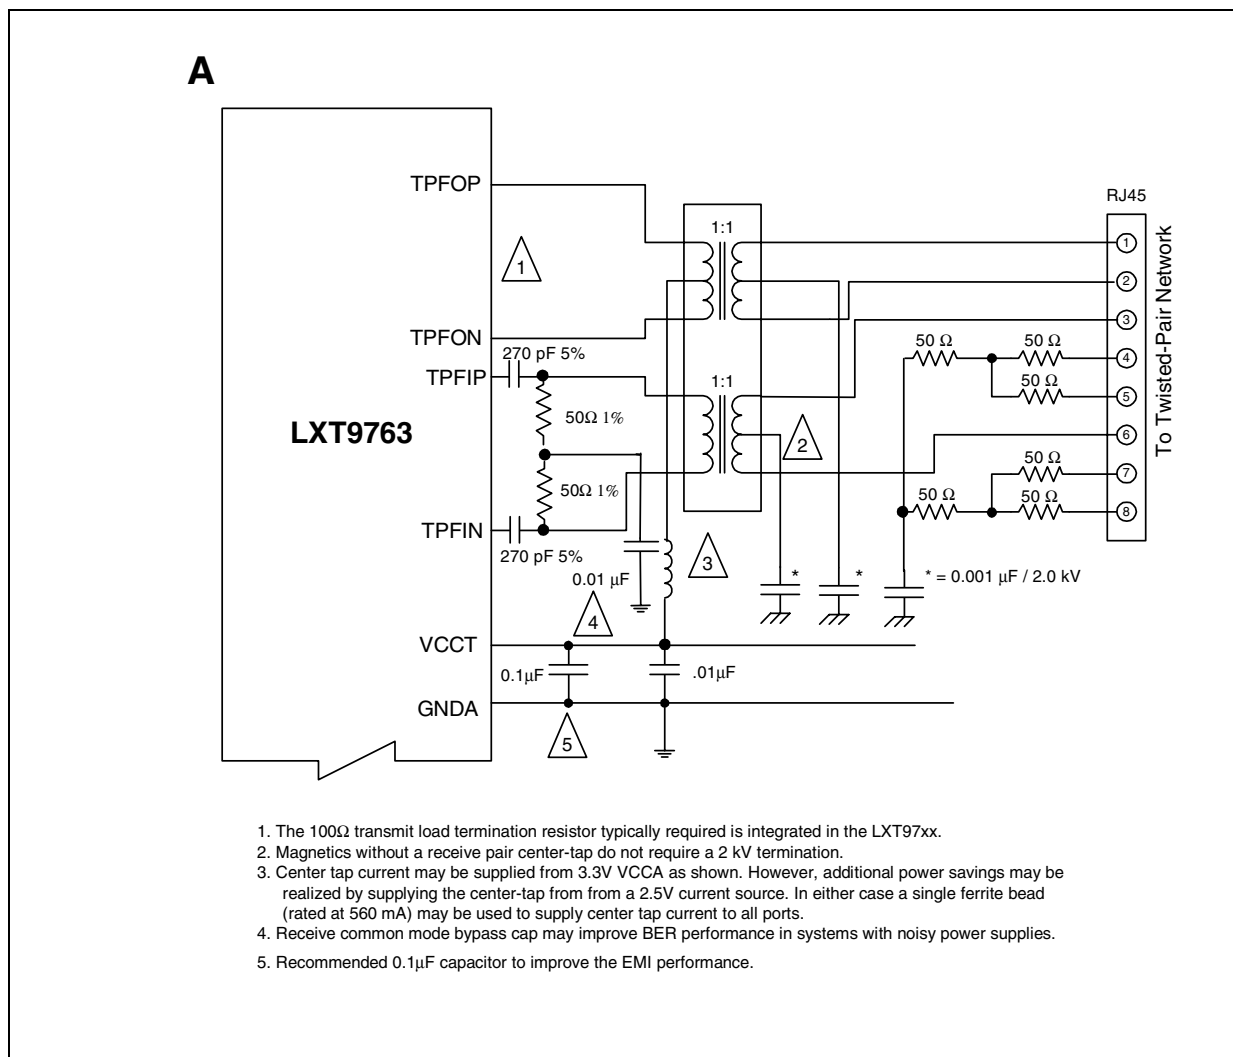 A
TPFOP
RJ45
1:1
1
1
2
3
TPFON
270 pF 5%
50 Ω
50 Ω
4
TPFIP
1:1
50 Ω
5
To Twisted-Pair Network
50Ω 1%
LXT9763
2
6
50 Ω
7
50Ω 1%
50 Ω
50 Ω
8
TPFIN
270 pF 5%
3
0.01 µF
*
*
* = 0.001 µF / 2.0 kV
4
VCCT
0.1µF
.01µF
GNDA
5
1. The 100Ω transmit load termination resistor typically required is integrated in the LXT97xx.
2. Magnetics without a receive pair center-tap do not require a 2 kV termination.
3. Center tap current may be supplied from 3.3V VCCA as shown. However, additional power savings may be
realized by supplying the center-tap from from a 2.5V current source. In either case a single ferrite bead
(rated at 560 mA) may be used to supply center tap current to all ports.
4. Receive common mode bypass cap may improve BER performance in systems with noisy power supplies.
5. Recommended 0.1µF capacitor to improve the EMI performance.